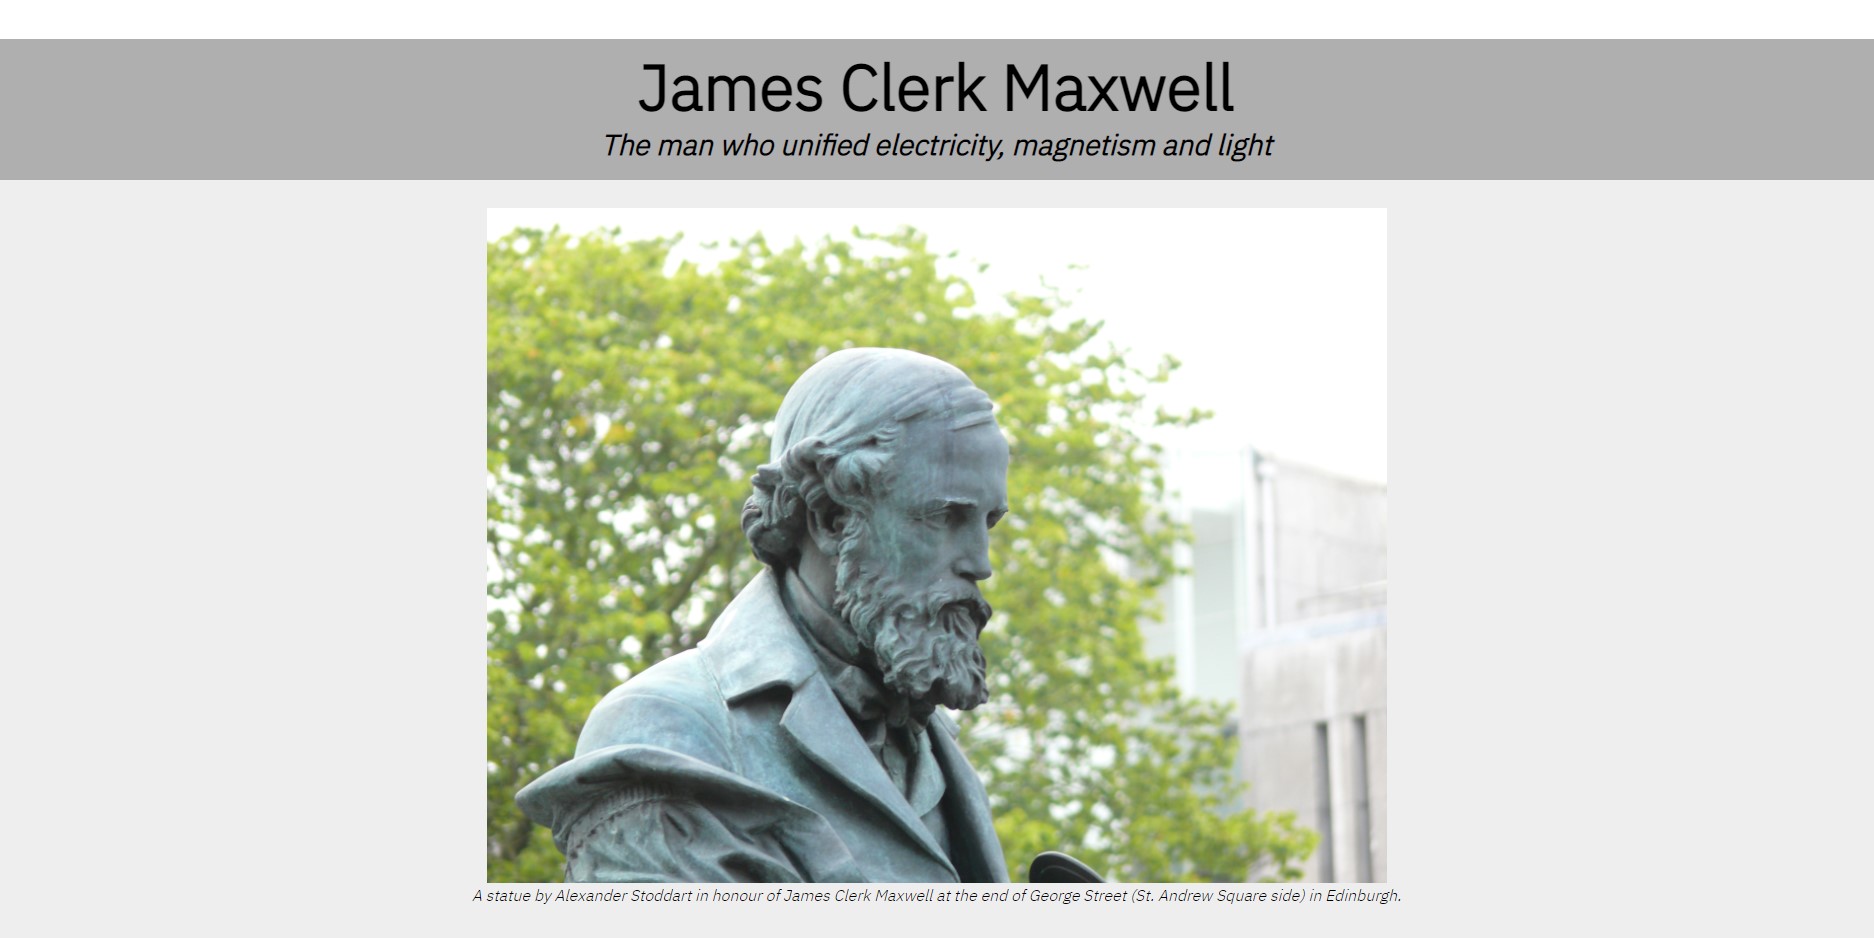 James Clerk Maxwell
The man who unified electricity, magnetism and light
A statue by Alexander Stoddart in honour of James Clerk Maxwell at the end of George Street (St. Andrew Square side) in Edinburgh.